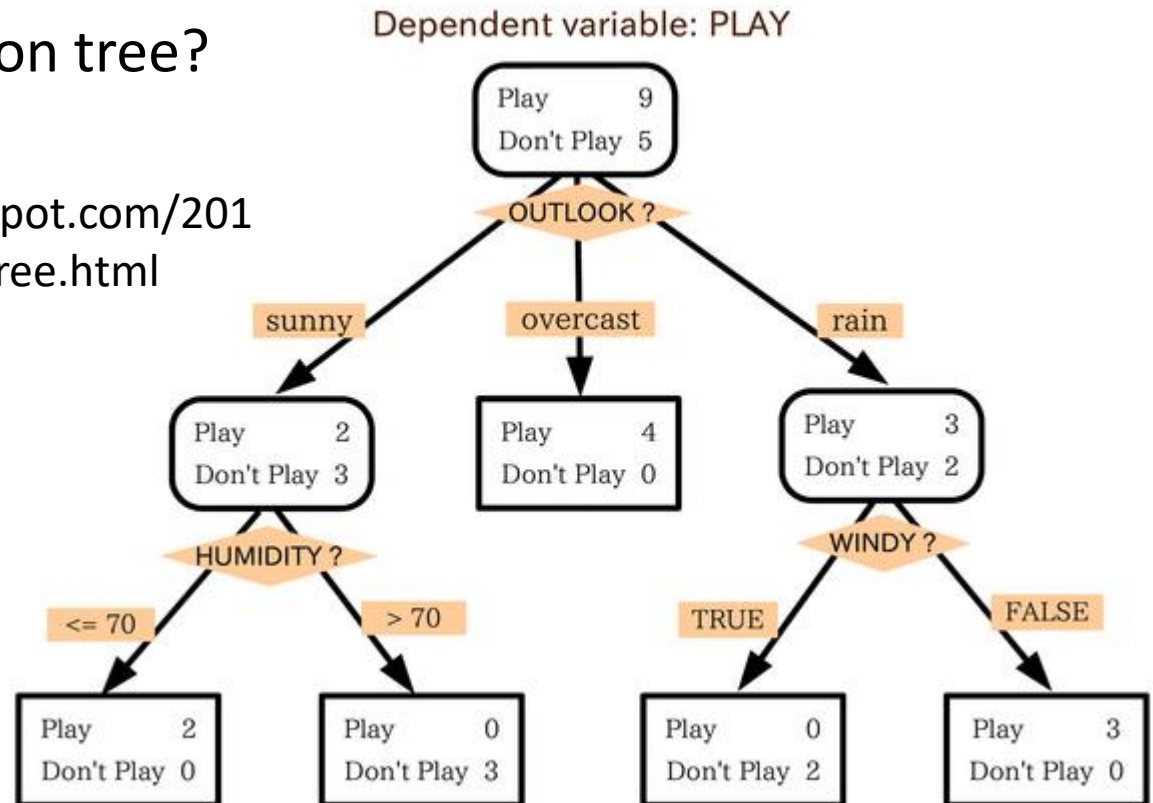 on tree?
pot.com/201
ree.html
Dependent variable: PLAY
Play 9
Don't Play 5
OUTLOOK ?
sunny
overcast
rain
Play 2
Don't Play 3
Play 4
Don't Play 0
Play 3
Don't Play 2
HUMIDITY ?
WINDY ?
<= 70
> 70
TRUE
FALSE
Play 2
Don't Play 0
Play 0
Don't Play 3
Play 0
Don't Play 2
Play 3
Don't Play 0